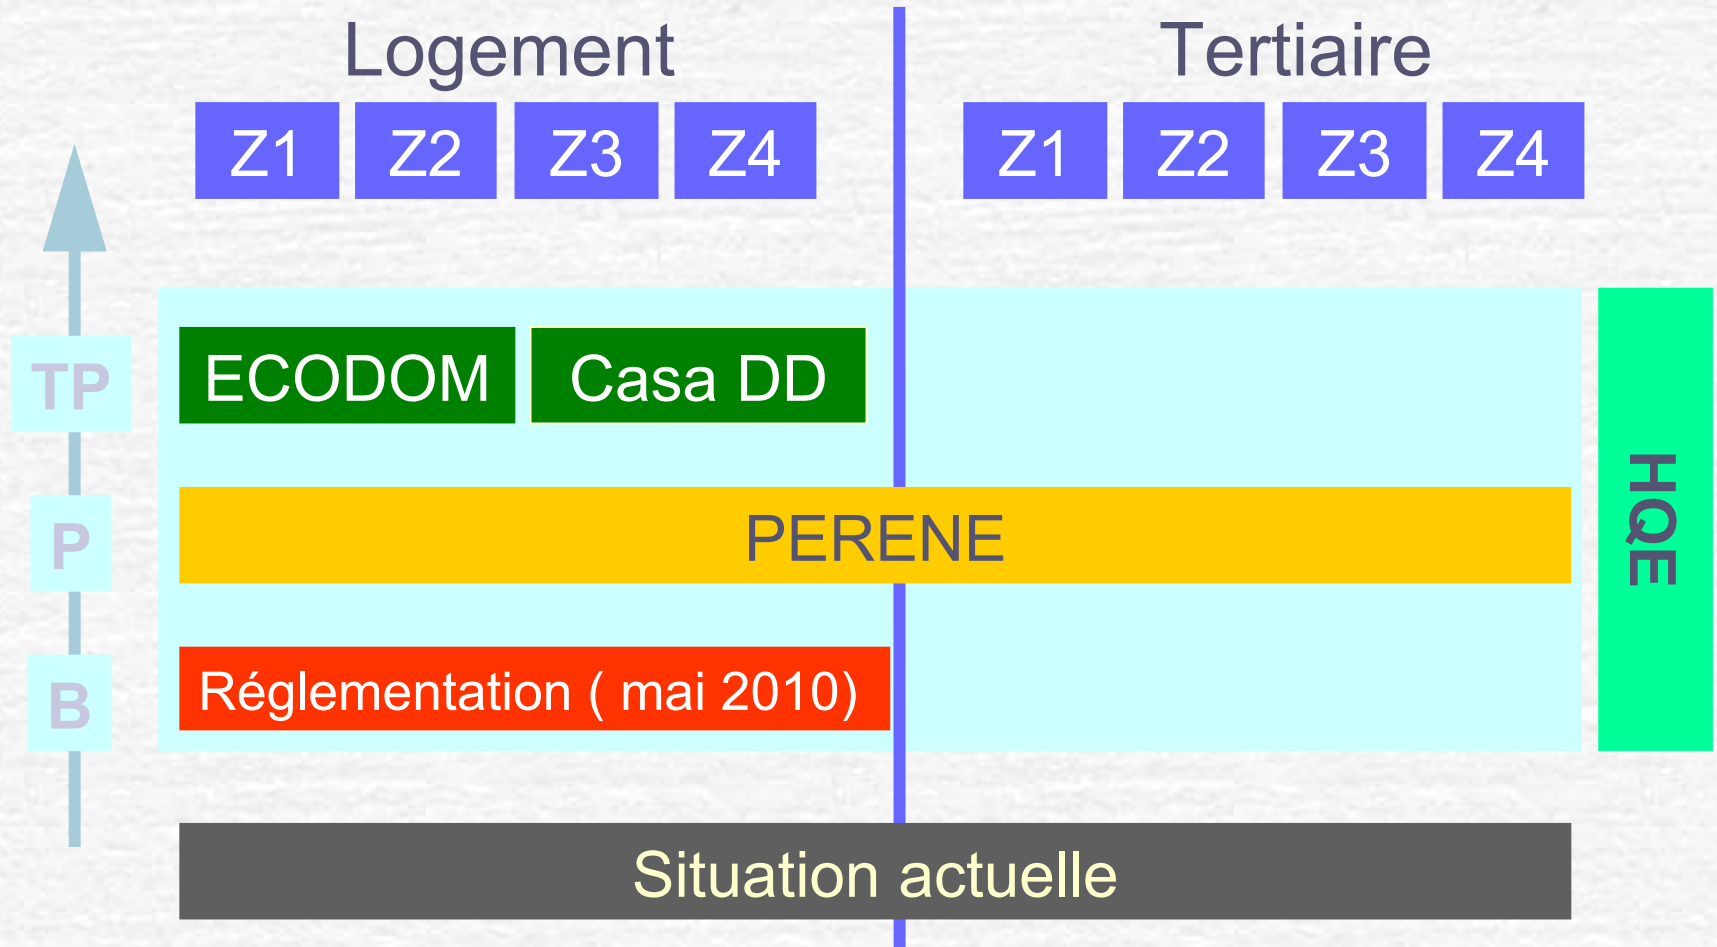 Logement
Tertiaire
Z1 Z2 Z3 Z4
Z1 Z2 Z3 Z4
TP
ECODOM
Casa DD
P
PERENE
HQE
B
Réglementation ( mai 2010)
Situation actuelle